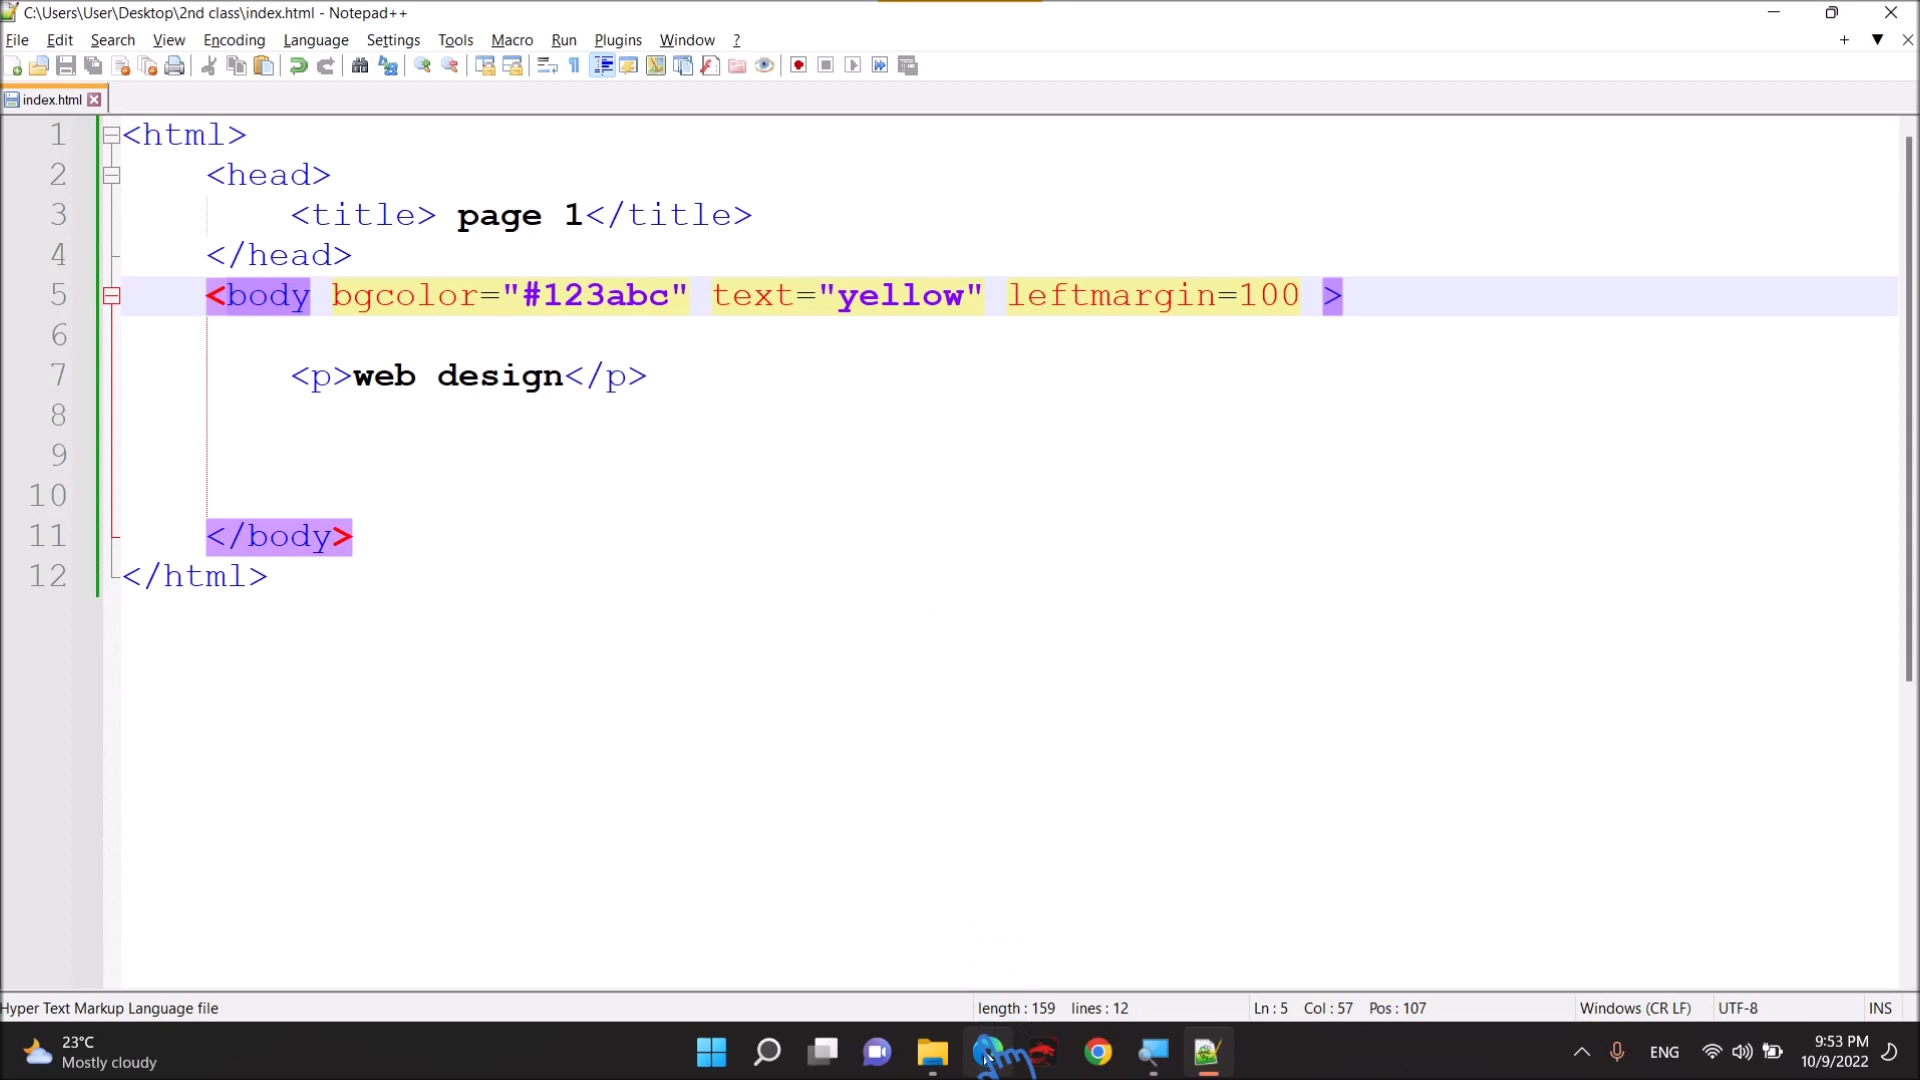 C:\Users\User\Desktop\2nd class\index.html - Notepad++
File Edit Search View Encoding Language Settings Tools Macro Run Plugins Window ?
index.html
1 <html>
2 <head>
3 <title> page 1</title>
4 </head>
5 <body bgcolor="#123abc" text="yellow" leftmargin=100 >
6
7 <p>web design</p>
8
9
10
11 </body>
12 </html>
Hyper Text Markup Language file length : 159 lines : 12 Ln : 5 Col : 57 Pos : 107 Windows (CR LF) UTF-8 INS
23°C
Mostly cloudy
ENG
9:53 PM
10/9/2022